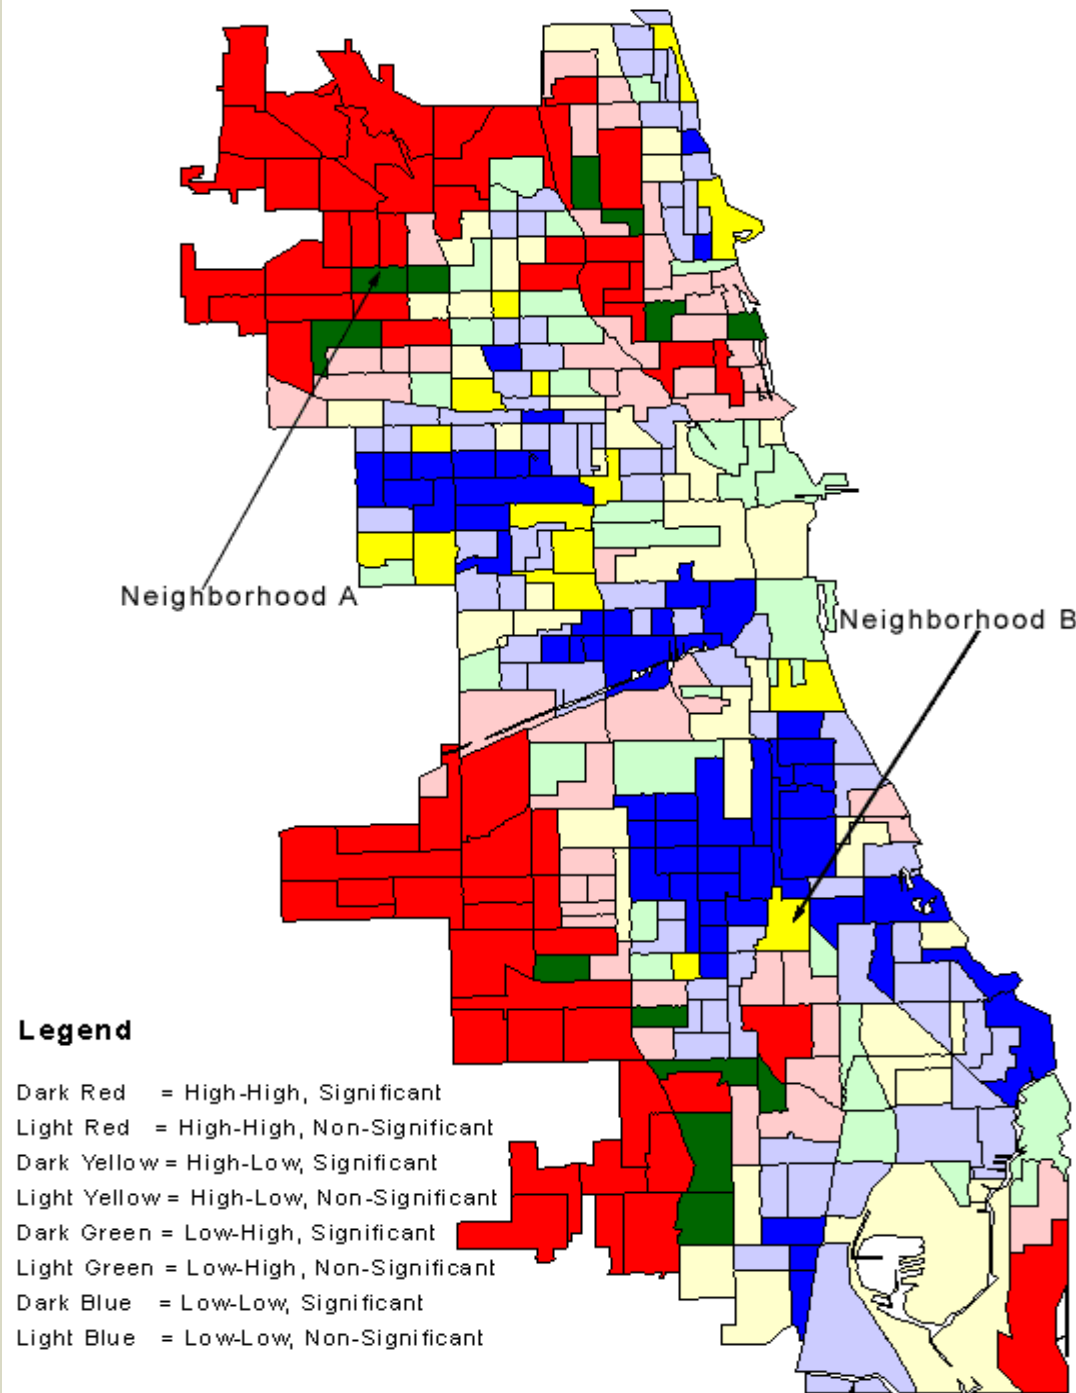 Neighborhood A
Neighborhood B
Legend
Dark Red = High-High, Significant
Light Red = High-High, Non-Significant
Dark Yellow = High-Low, Significant
Light Yellow = High-Low, Non-Significant
Dark Green = Low-High, Significant
Light Green = Low-High, Non-Significant
Dark Blue = Low-Low, Significant
Light Blue = Low-Low, Non-Significant